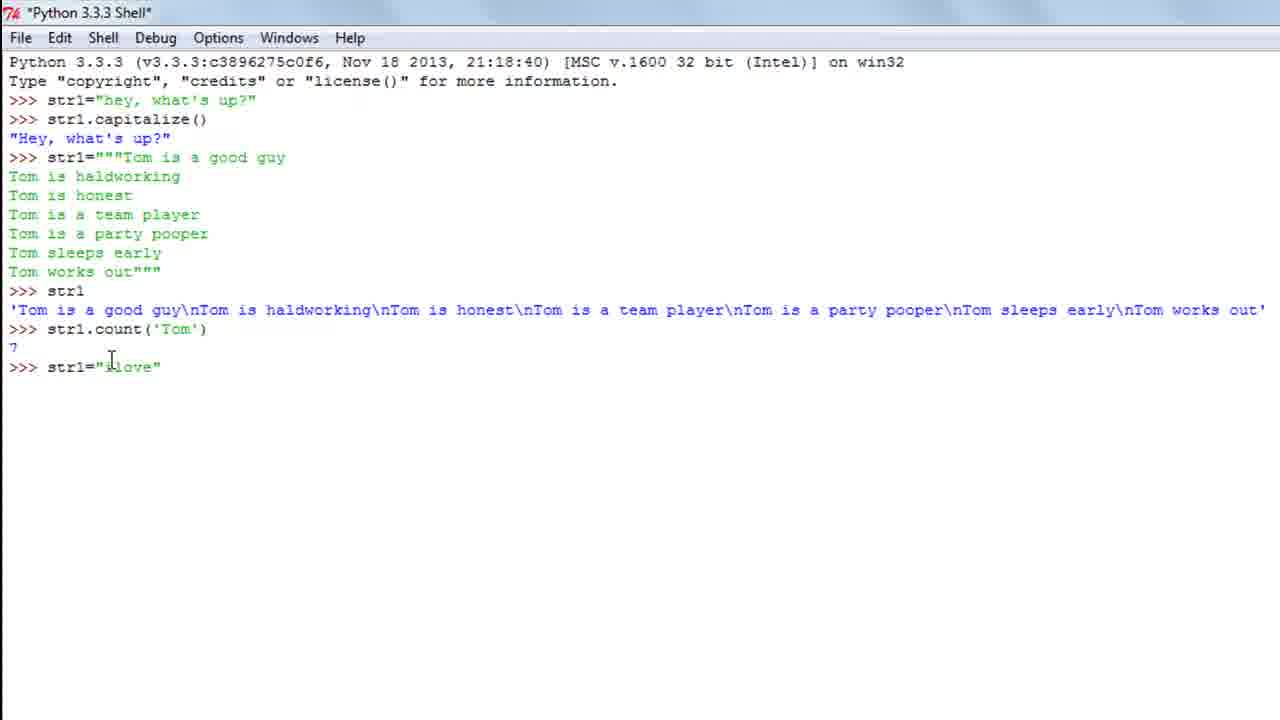 *Python 3.3.3 Shell*
File Edit Shell Debug Options Windows Help
Python 3.3.3 (v3.3.3:c3896275c0f6, Nov 18 2013, 21:18:40) [MSC v.1600 32 bit (Intel)] on win32
Type "copyright", "credits" or "license()" for more information.
>>> str1="hey, what's up?"
>>> str1.capitalize()
"Hey, what's up?"
>>> str1="""Tom is a good guy
Tom is haldworking
Tom is honest
Tom is a team player
Tom is a party pooper
Tom sleeps early
Tom works out"""
>>> str1
'Tom is a good guy\nTom is haldworking\nTom is honest\nTom is a team player\nTom is a party pooper\nTom sleeps early\nTom works out'
>>> str1.count('Tom')
7
>>> str1="ilove"